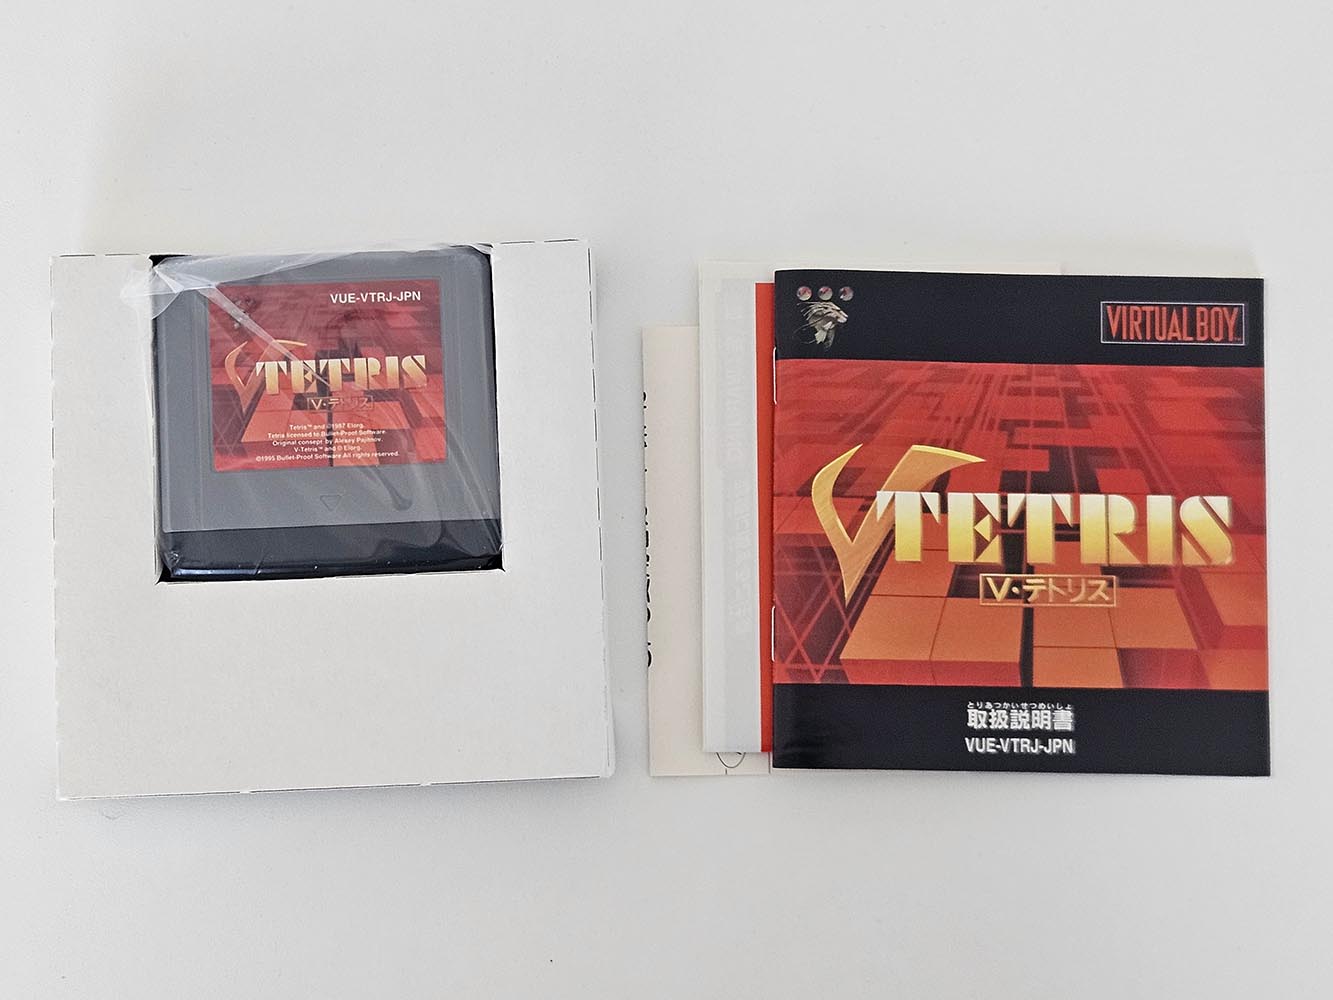 VUE-VTRJ-JPN
V TETRIS
V・テトリス
Tetris™ and ©1987 Elorg.
Tetris licensed to Bullet-Proof Software.
Original consept by Alexey Pajitnov.
V-Tetris™ and © Elorg.
©1995 Bullet-Proof Software All rights reserved.
VIRTUAL BOY
V TETRIS
V・テトリス
とりあつかいせつめいしょ
取扱説明書
VUE-VTRJ-JPN